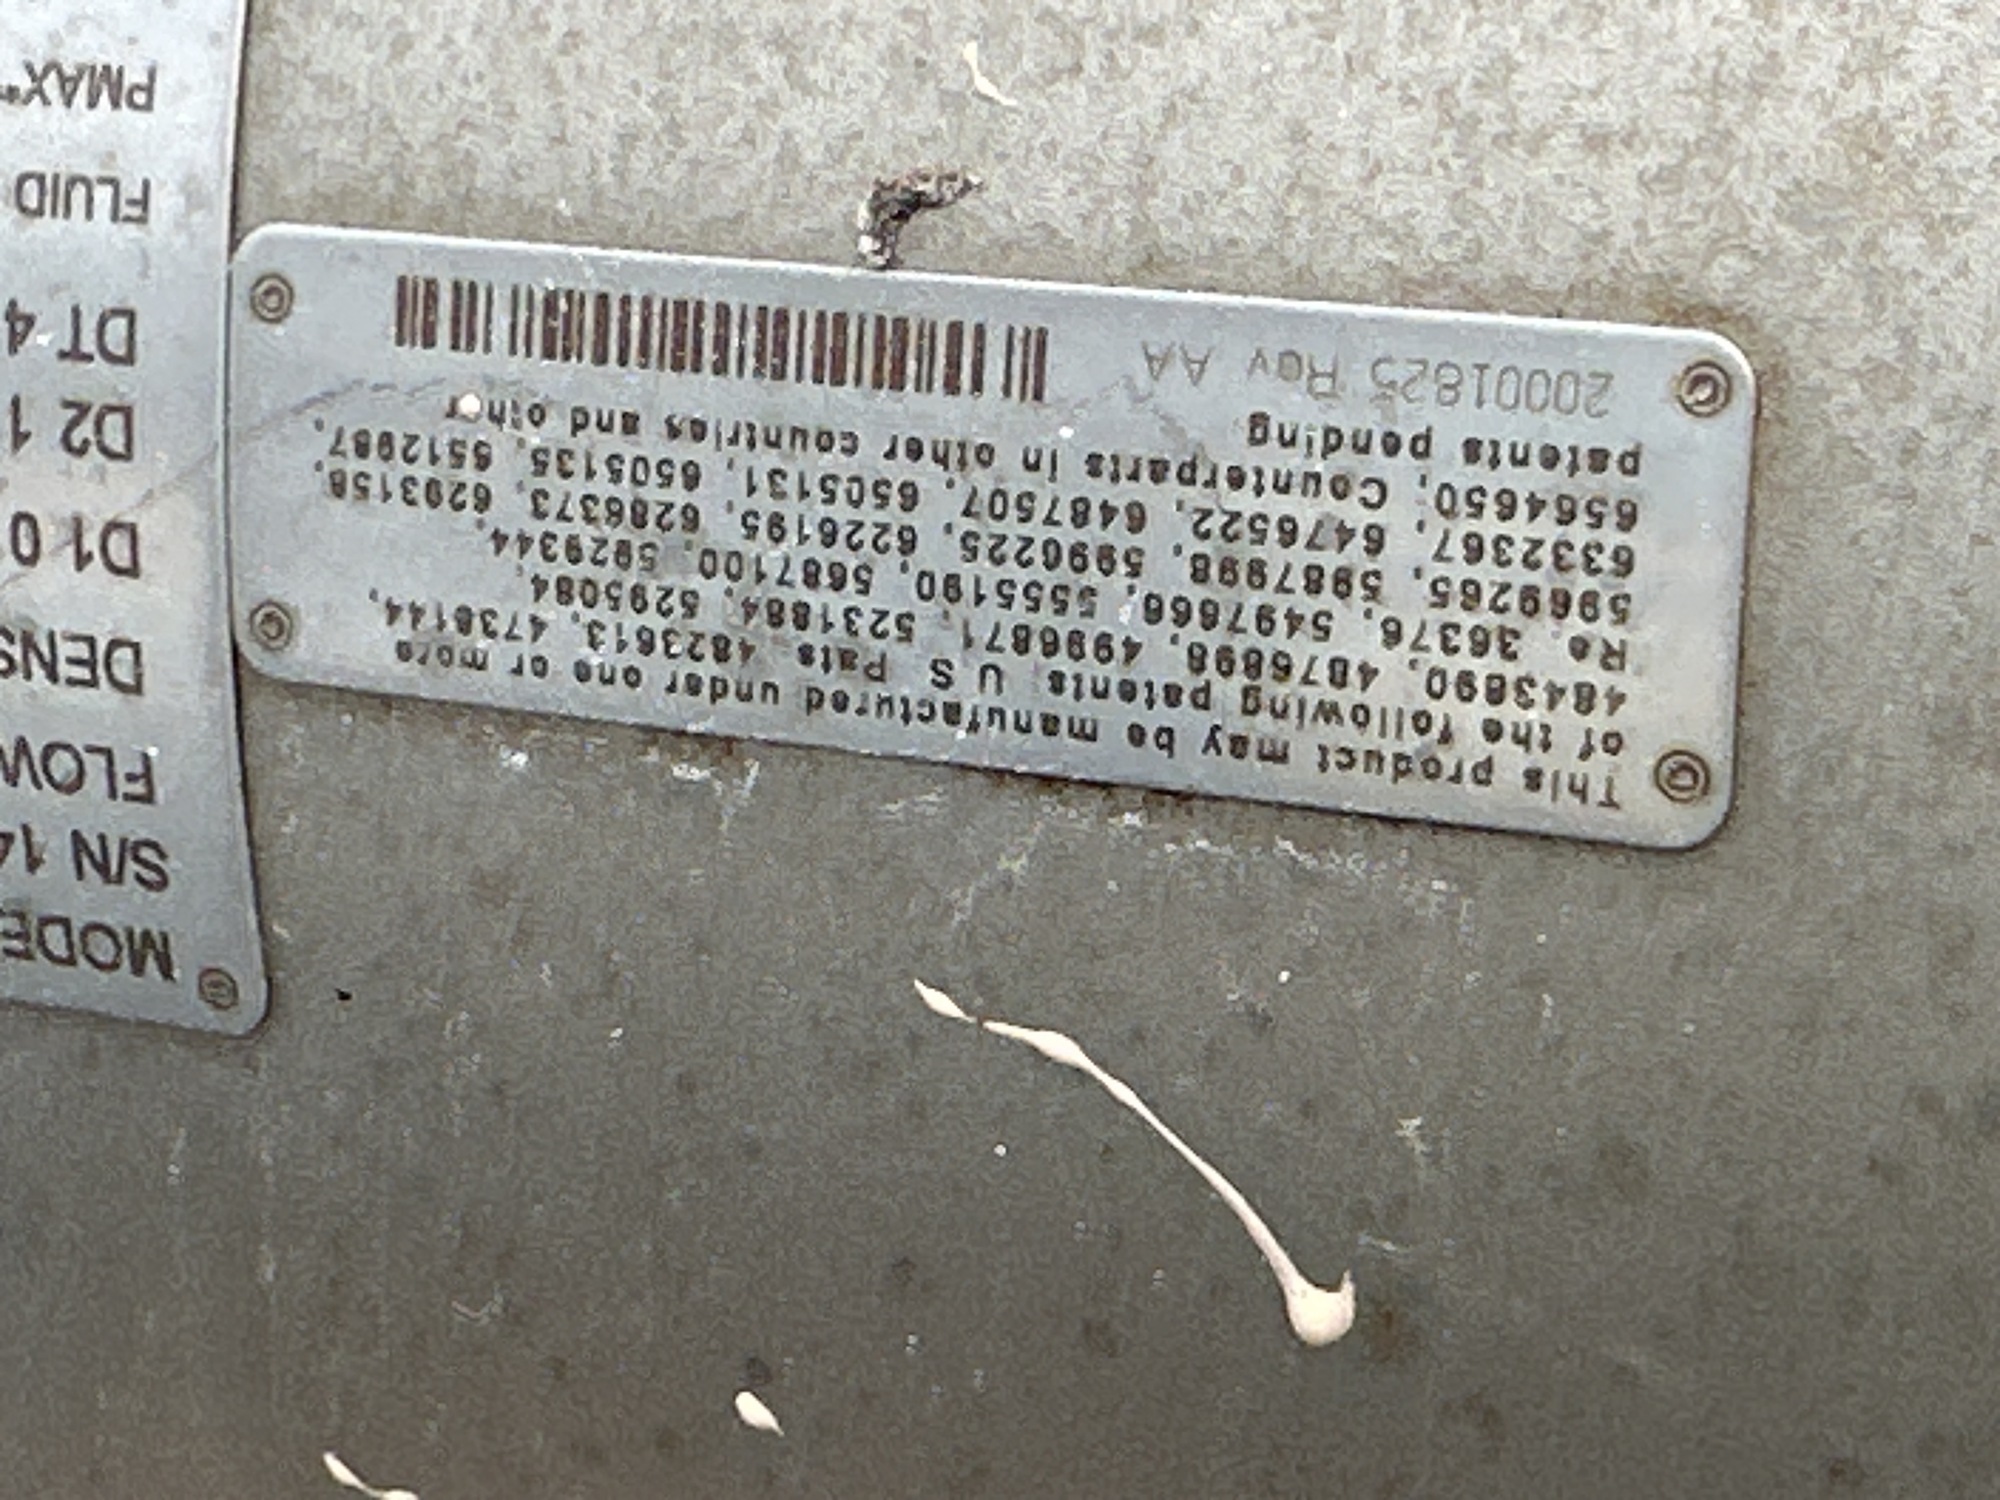 This product may be manufactured under one or more
of the following patents U S Pats 4823613, 4738144,
4843890, 4876898, 4996871, 5231884, 5295084,
Re 36376, 5497666, 5555190, 5687100, 5929344,
5969265, 5987998, 5996225, 6226195, 6286373, 6293158,
6332367, 6476522, 6487507, 6505131, 6505135, 6512987,
6564650. Counterparts in other countries and other
patents pending
20001825 Rev AA
MODE
S/N 14
FLOW
DENS
D1 0
D2 1
DT 4
FLUID
PMAX